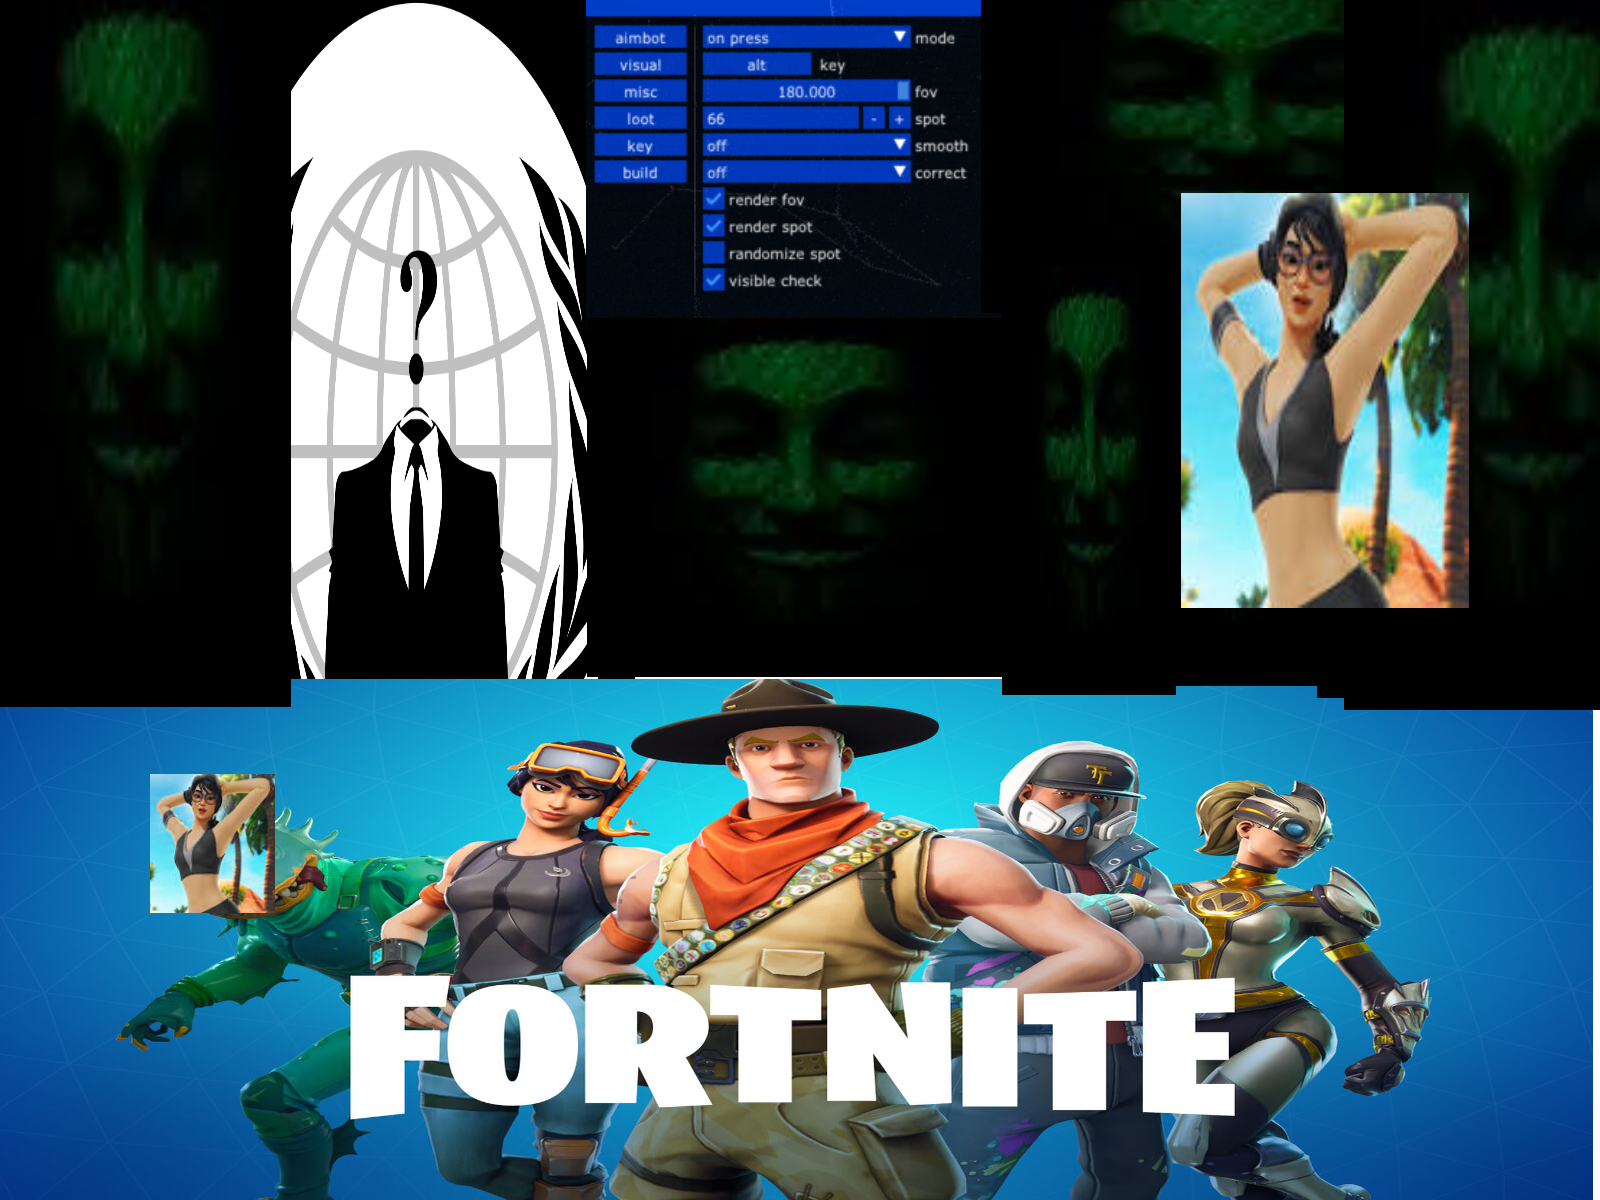 aimbot on press mode
visual alt key
misc 180.000 fov
loot 66 - + spot
key off smooth
build off correct
render fov
render spot
randomize spot
visible check
?
TT
FORTNITE